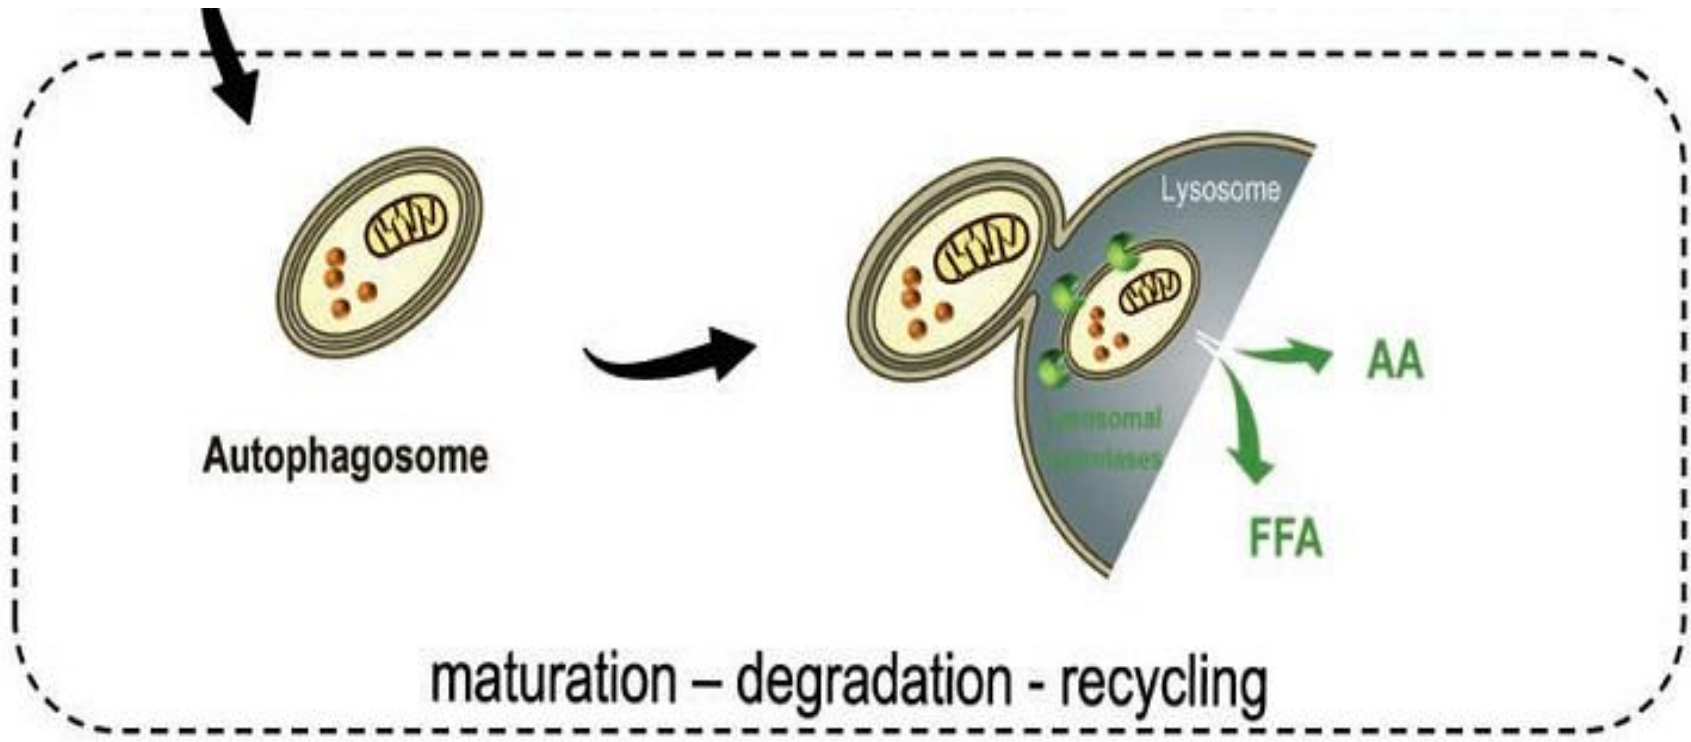 Lysosome
AA
Autophagosome
FFA
maturation – degradation - recycling